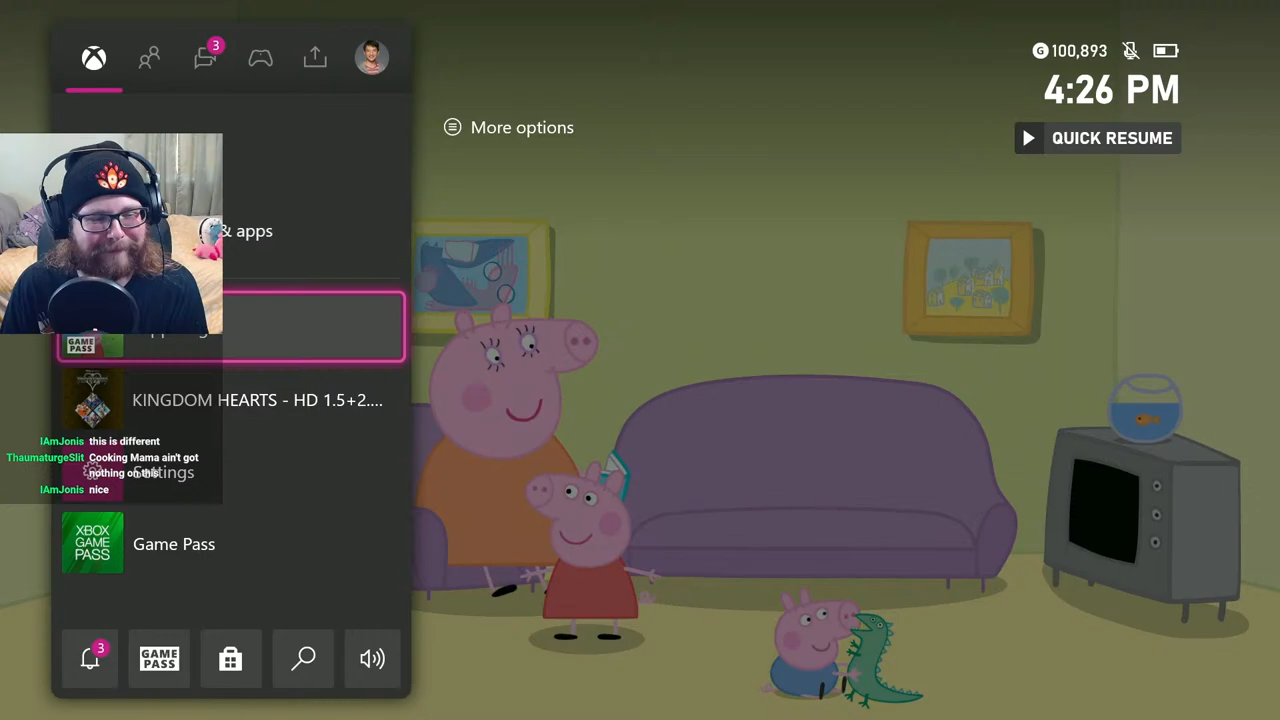 3
G 100,893
4:26 PM
QUICK RESUME
More options
& apps
GAME
PASS
KINGDOM HEARTS - HD 1.5+2....
IAmJonis this is different
ThaumaturgeSlit Cooking Mama ain't got
nothing on this
IAmJonis nice
Settings
XBOX
GAME
PASS
Game Pass
3
GAME
PASS